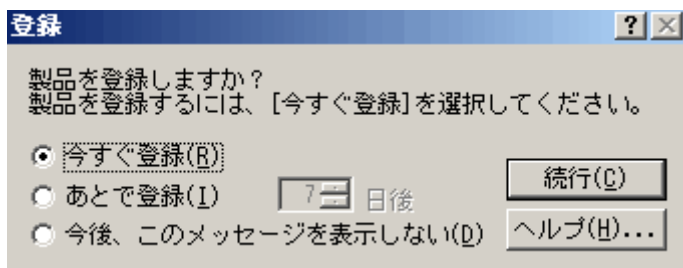 登録
製品を登録しますか？
製品を登録するには、[今すぐ登録]を選択してください。
今すぐ登録(R)
あとで登録(I) 7 日後
今後、このメッセージを表示しない(D)
続行(C)
ヘルプ(H)...